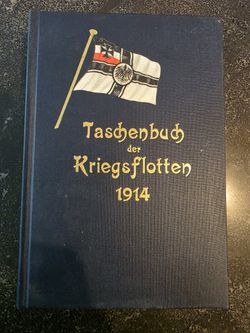 Taschenbuch
der
Kriegsflotten
1914